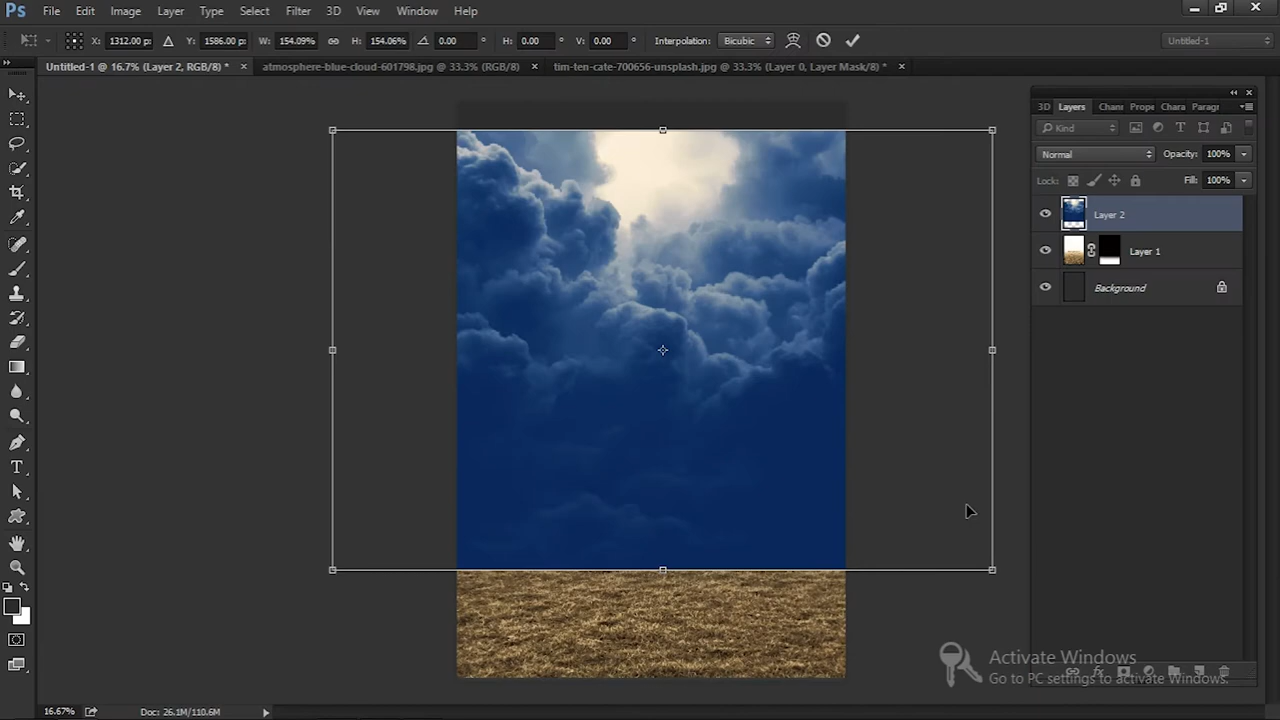 Ps File Edit Image Layer Type Select Filter 3D View Window Help
X: 1312.00 px Y: 1586.00 px W: 154.09% H: 154.06% 0.00 ° H: 0.00 ° V: 0.00 ° Interpolation: Bicubic Untitled-1
Untitled-1 @ 16.7% (Layer 2, RGB/8) * × atmosphere-blue-cloud-601798.jpg @ 33.3% (RGB/8) × tim-ten-cate-700656-unsplash.jpg @ 33.3% (Layer 0, Layer Mask/8) * ×
3D Layers Chann Prope Chara Paragr
Kind
Normal Opacity: 100%
Lock: Fill: 100%
Layer 2
Layer 1
Background
Activate Windows
Go to PC settings to activate Windows.
16.67% Doc: 26.1M/110.6M